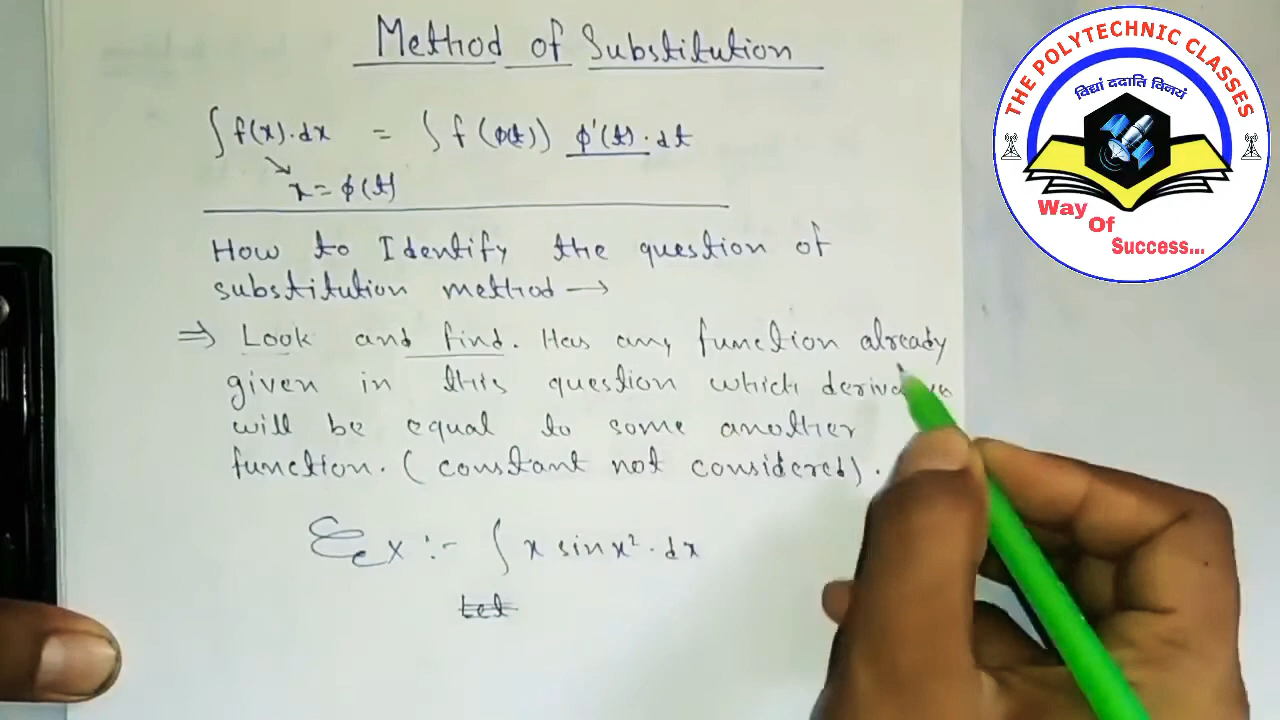 Method of Substitution
∫ f(x)·dx = ∫ f(φ(t)) φ'(t)·dt
x = φ(t)
How to Identify the question of
substitution method →
⇒ Look and find. Has any function already
given in this question which
will be equal to some another
function. (constant not considered).
Ex :- ∫ x sin x²·dx
Let
THE POLYTECHNIC CLASSES
विद्यां ददाति विनयं
Way
Of
Success...